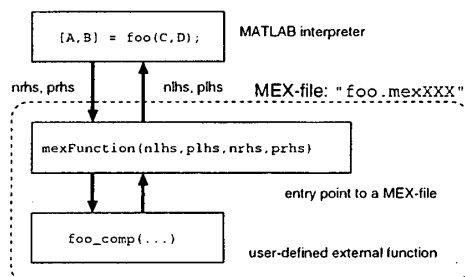 [A,B] = foo(C,D);
MATLAB interpreter
nrhs, prhs
nlhs, plhs
MEX-file: "foo.mexXXX"
mexFunction(nlhs,plhs,nrhs,prhs)
entry point to a MEX-file
foo_comp(...)
user-defined external function